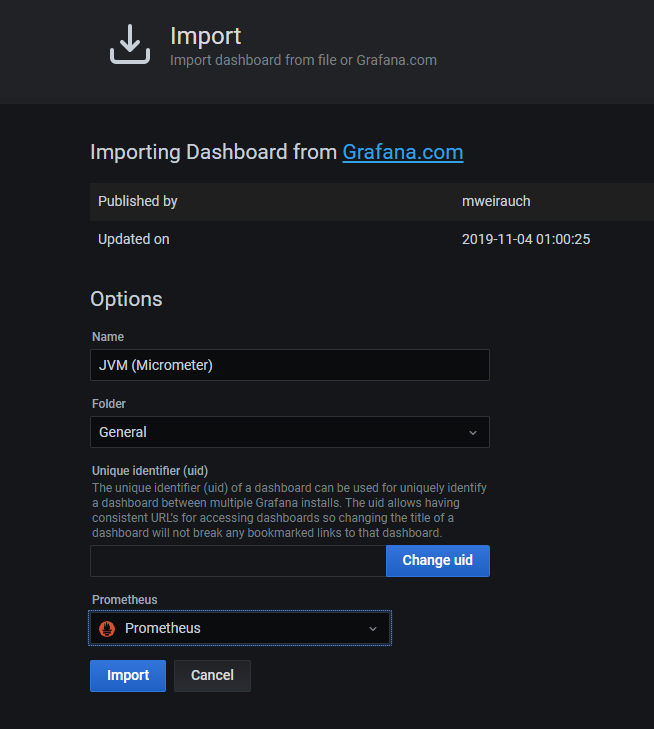 Import
Import dashboard from file or Grafana.com
Importing Dashboard from Grafana.com
Published by mweirauch
Updated on 2019-11-04 01:00:25
Options
Name
JVM (Micrometer)
Folder
General
Unique identifier (uid)
The unique identifier (uid) of a dashboard can be used for uniquely identify
a dashboard between multiple Grafana installs. The uid allows having
consistent URL's for accessing dashboards so changing the title of a
dashboard will not break any bookmarked links to that dashboard.
Change uid
Prometheus
Prometheus
Import Cancel